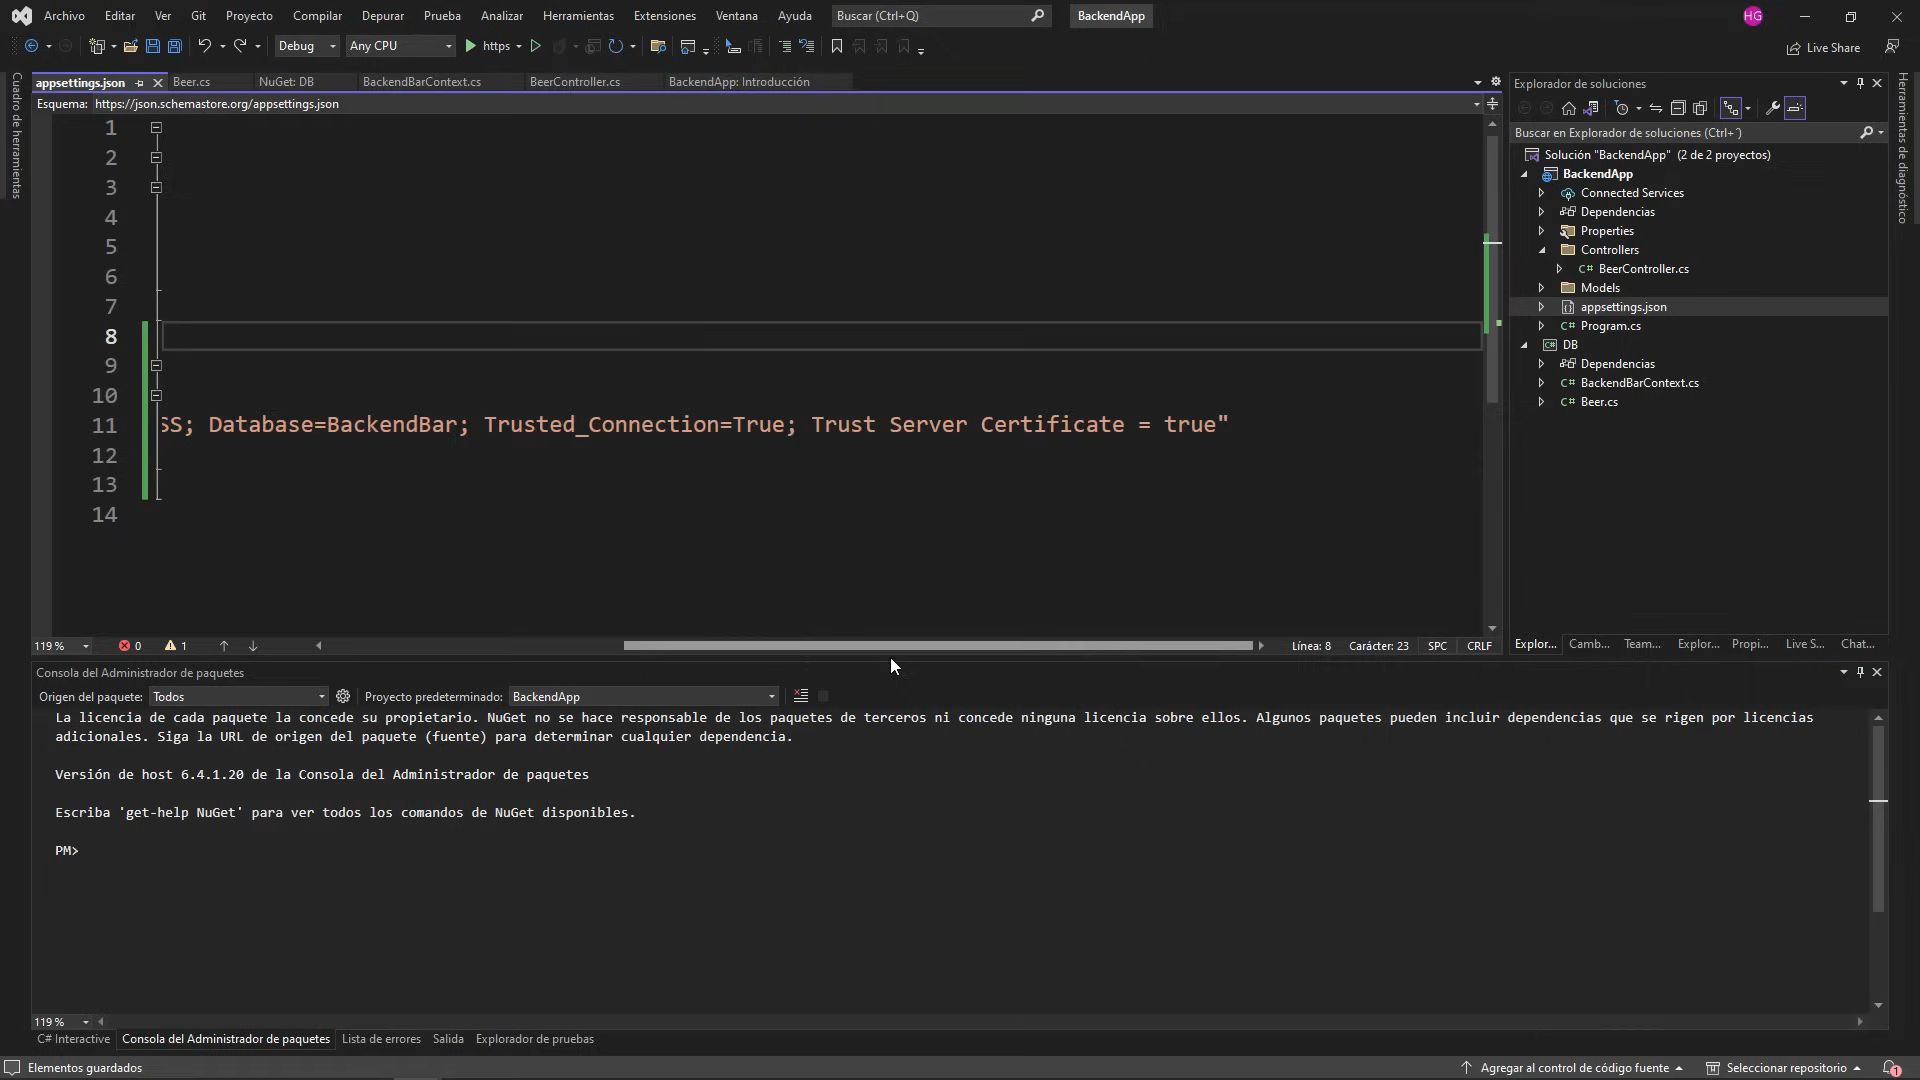 Archivo Editar Ver Git Proyecto Compilar Depurar Prueba Analizar Herramientas Extensiones Ventana Ayuda Buscar (Ctrl+Q) BackendApp HG
Debug Any CPU https Live Share
Cuadro de herramientas
appsettings.json Beer.cs NuGet: DB BackendBarContext.cs BeerController.cs BackendApp: Introducción
Esquema: https://json.schemastore.org/appsettings.json
1
2
3
4
5
6
7
8
9
10
11 SS; Database=BackendBar; Trusted_Connection=True; Trust Server Certificate = true"
12
13
14
119 % 0 1 Línea: 8 Carácter: 23 SPC CRLF
Explorador de soluciones
Buscar en Explorador de soluciones (Ctrl+´)
Solución "BackendApp" (2 de 2 proyectos)
BackendApp
Connected Services
Dependencias
Properties
Controllers
C# BeerController.cs
Models
appsettings.json
C# Program.cs
C# DB
Dependencias
C# BackendBarContext.cs
C# Beer.cs
Explor... Camb... Team... Explor... Propi... Live S... Chat...
Herramientas de diagnóstico
Consola del Administrador de paquetes
Origen del paquete: Todos Proyecto predeterminado: BackendApp
La licencia de cada paquete la concede su propietario. NuGet no se hace responsable de los paquetes de terceros ni concede ninguna licencia sobre ellos. Algunos paquetes pueden incluir dependencias que se rigen por licencias
adicionales. Siga la URL de origen del paquete (fuente) para determinar cualquier dependencia.
Versión de host 6.4.1.20 de la Consola del Administrador de paquetes
Escriba 'get-help NuGet' para ver todos los comandos de NuGet disponibles.
PM>
119 %
C# Interactive Consola del Administrador de paquetes Lista de errores Salida Explorador de pruebas
Elementos guardados Agregar al control de código fuente Seleccionar repositorio 1